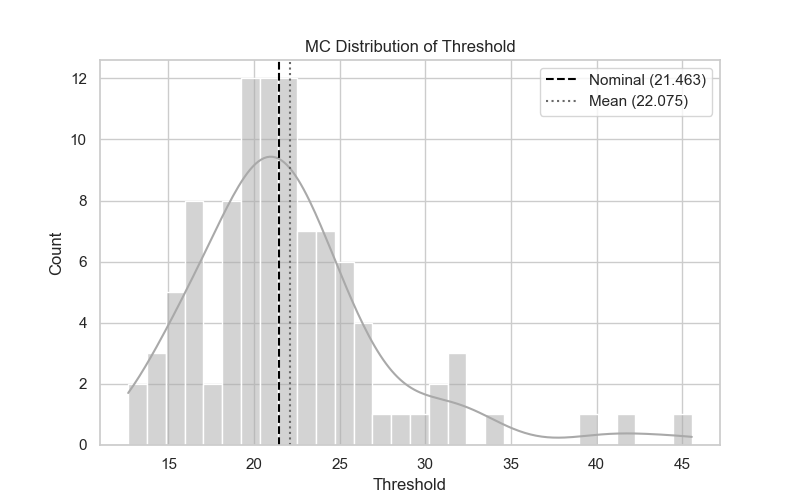 MC Distribution of Threshold
Nominal (21.463)
Mean (22.075)
Count
12
10
8
6
4
2
0
15 20 25 30 35 40 45
Threshold